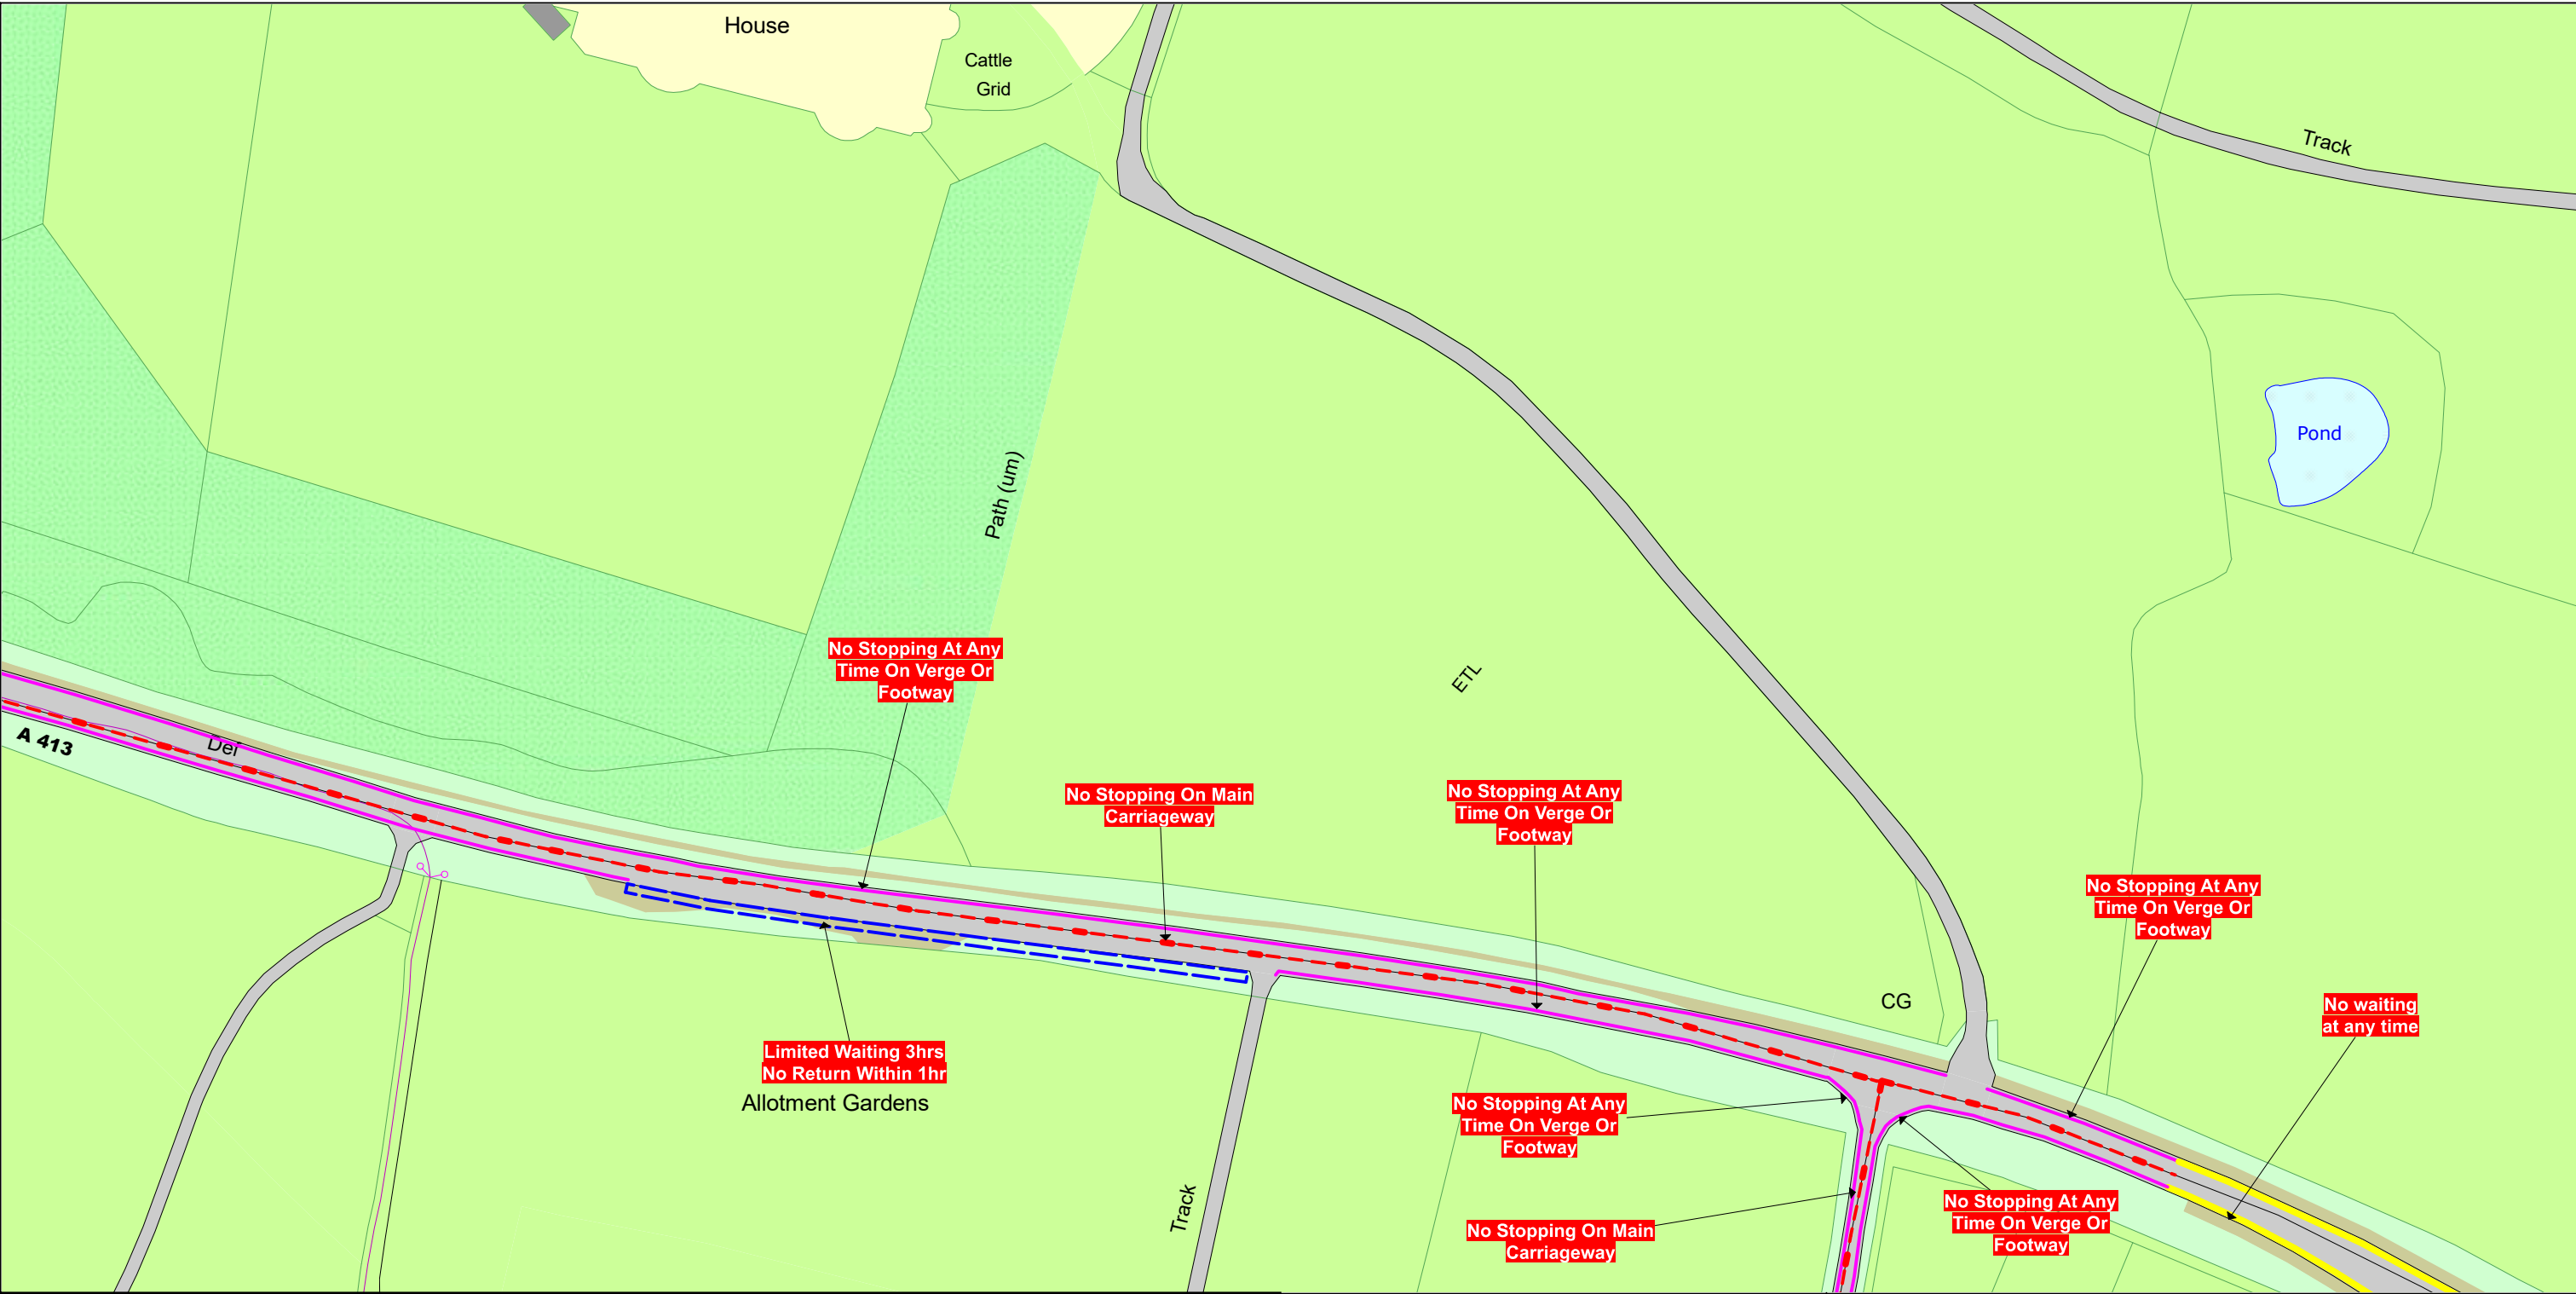 House
Cattle
Grid
Track
Pond
Path (um)
No Stopping At Any
Time On Verge Or
Footway
ETL
A 413
Def
No Stopping On Main
Carriageway
No Stopping At Any
Time On Verge Or
Footway
No Stopping At Any
Time On Verge Or
Footway
CG
No waiting
at any time
Limited Waiting 3hrs
No Return Within 1hr
Allotment Gardens
No Stopping At Any
Time On Verge Or
Footway
Track
No Stopping On Main
Carriageway
No Stopping At Any
Time On Verge Or
Footway